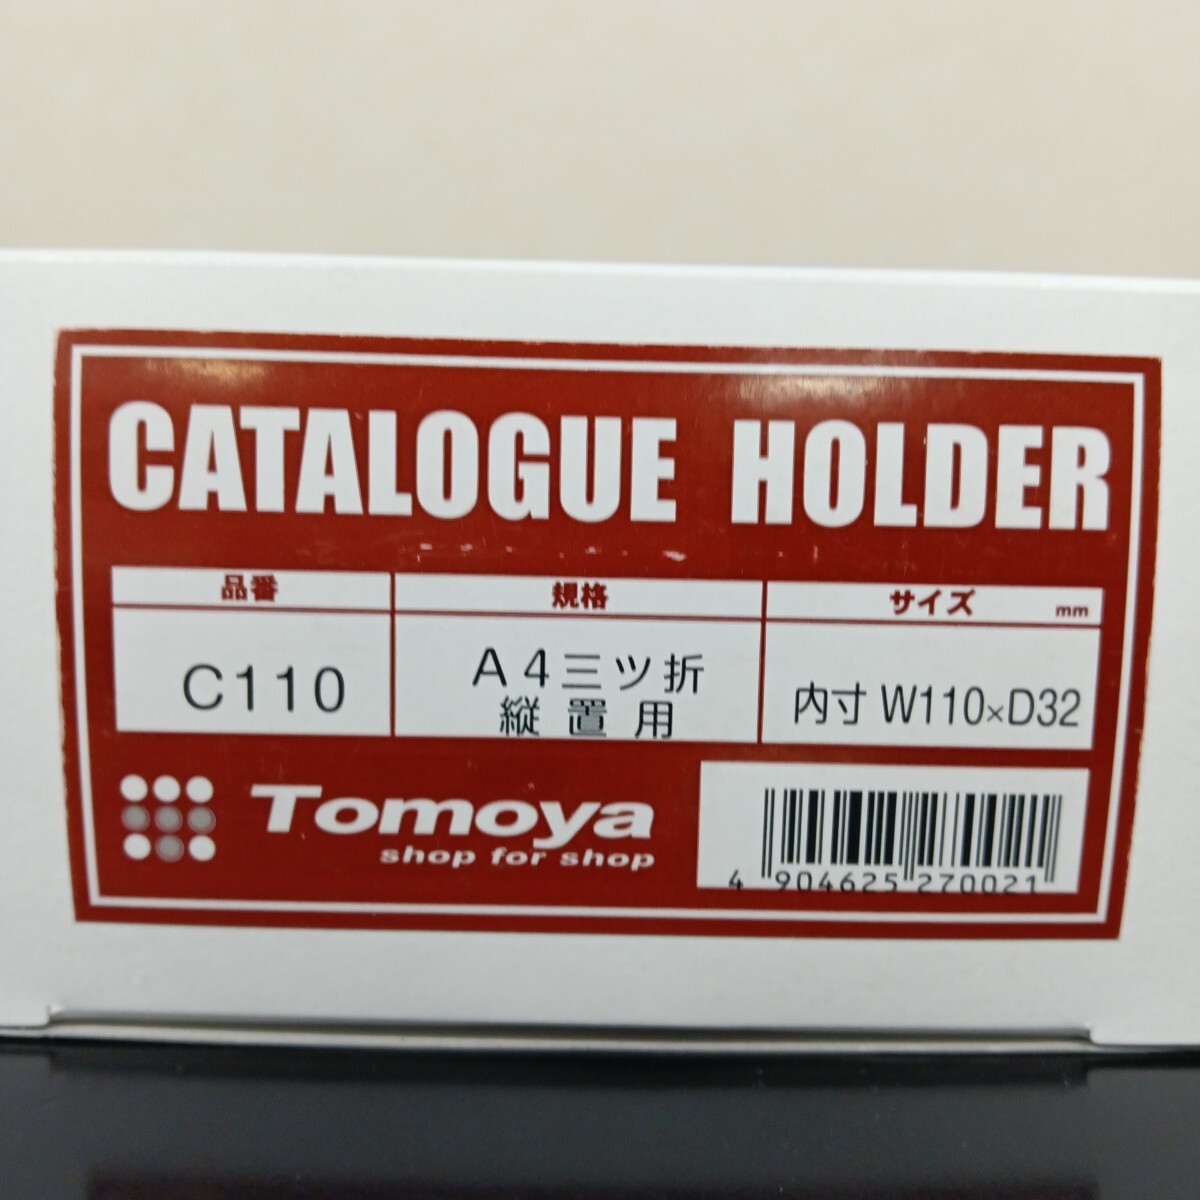 CATALOGUE HOLDER
品番 規格 サイズ mm
C110 A4三ツ折 縦置用 内寸 W110×D32
Tomoya
shop for shop
4 904625 270021